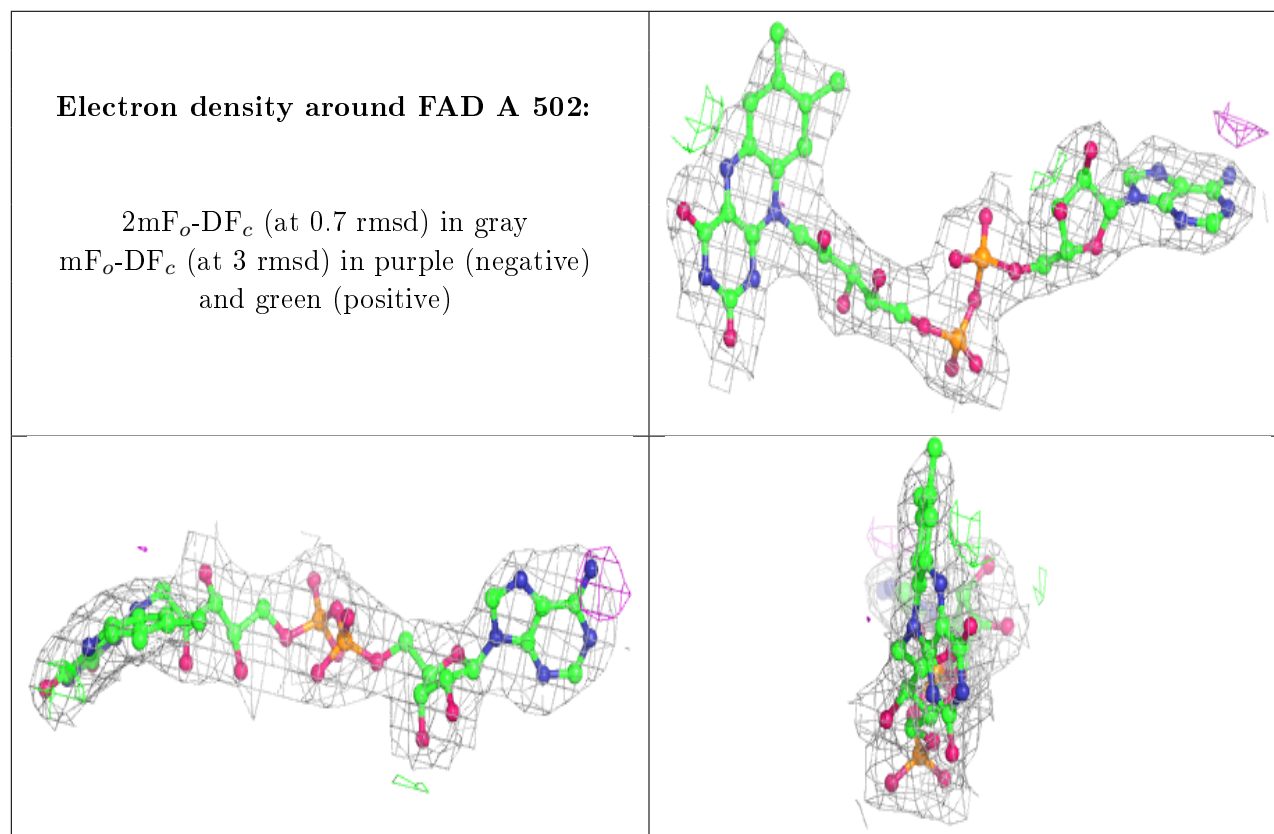 Electron density around FAD A 502:
2mFₒ-DF𝒸 (at 0.7 rmsd) in gray
mFₒ-DF𝒸 (at 3 rmsd) in purple (negative)
and green (positive)